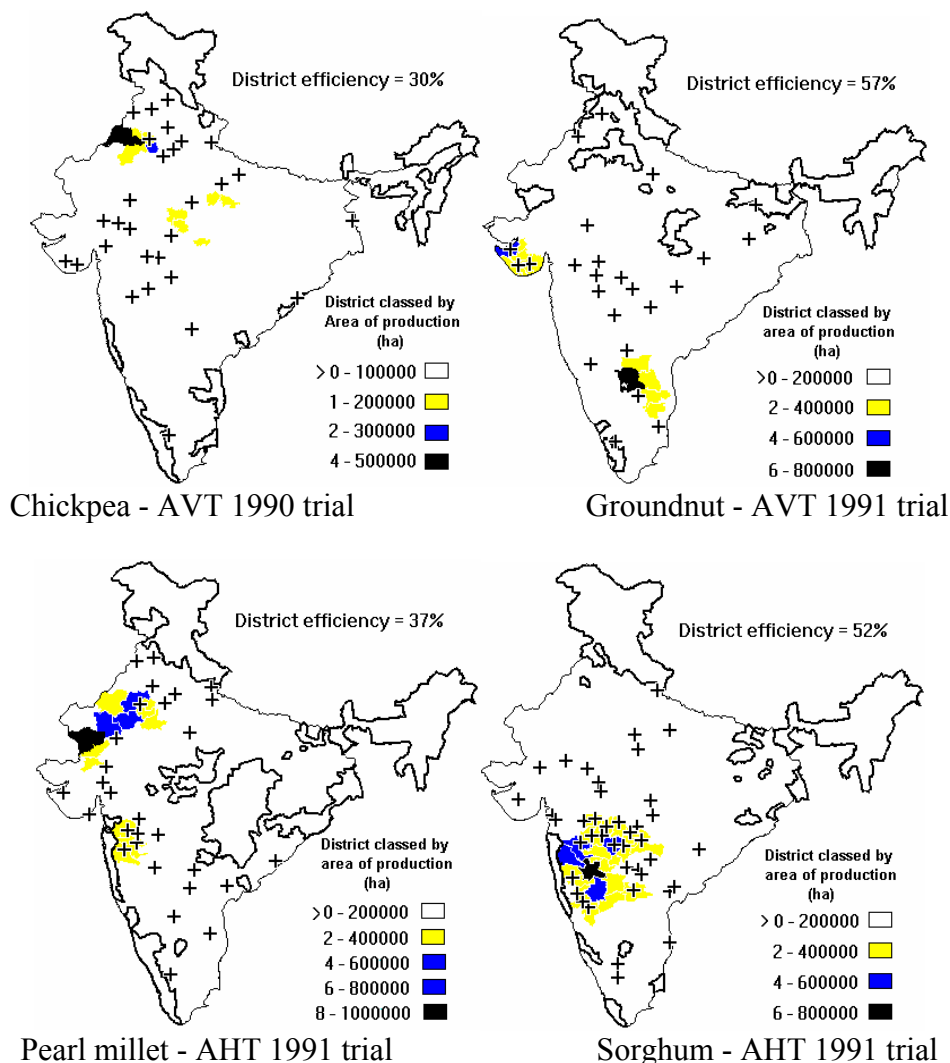 District efficiency = 30%
District classed by
Area of production
(ha)
>0 - 100000
1 - 200000
2 - 300000
4 - 500000
Chickpea - AVT 1990 trial
District efficiency = 57%
District classed by
area of production
(ha)
>0 - 200000
2 - 400000
4 - 600000
6 - 800000
Groundnut - AVT 1991 trial
District efficiency = 37%
District classed by
area of production
(ha)
>0 - 200000
2 - 400000
4 - 600000
6 - 800000
8 - 1000000
Pearl millet - AHT 1991 trial
District efficiency = 52%
District classed by
area of production
(ha)
>0 - 200000
2 - 400000
4 - 600000
6 - 800000
Sorghum - AHT 1991 trial